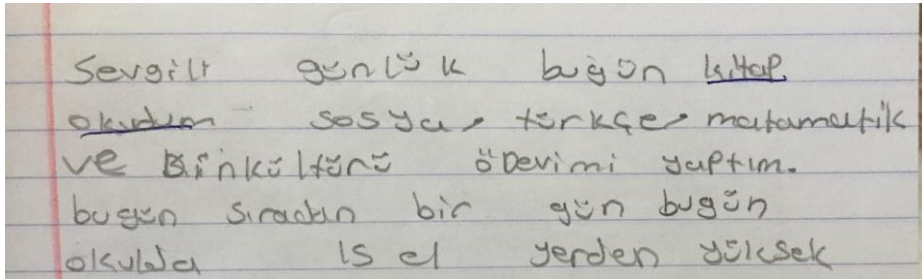 Sevgili günlük bugün kitap
okudum sosya, türkçe, matamatik
ve Dinkültürü öDevimi yaptım.
bugün sıradan bir gün bugün
okulda ıs el yerden yüksek